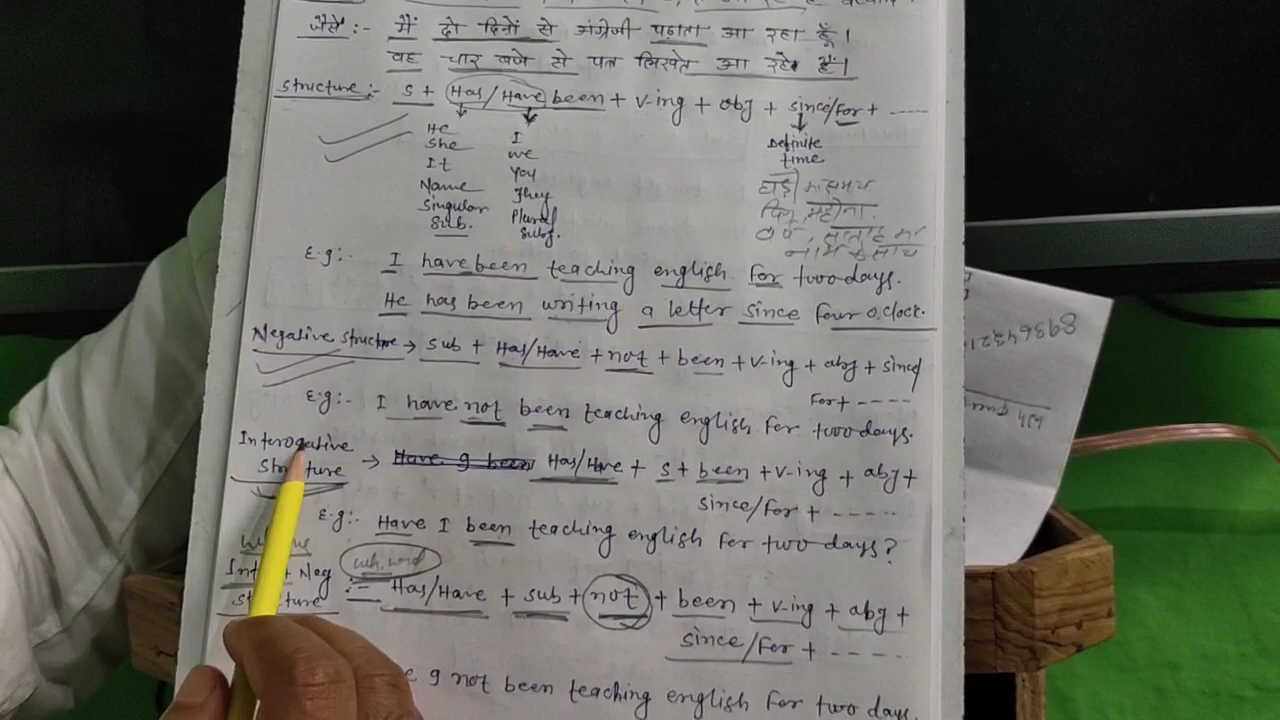 जैसे :- मैं दो दिनों से अंग्रेजी पढ़ाता आ रहा हूँ।
वह चार बजे से पत्र लिखते आ रहे हैं।
Structure :- S + Has/Have been + V-ing + obj + since/For + -----
He
She
It
Name
Singular
Sub.
I
We
You
They
Plural
Subj.
Definite
time
E.g:- I have been teaching english for two days.
He has been writing a letter since four o,clock.
Negative structure → sub + Has/Have + not + been + V-ing + obj + since/
For + ----
E.g:- I have not been teaching english for two days.
Interogative
Structure → Has/Have + S + been + V-ing + obj +
since/For + -----
E.g:- Have I been teaching english for two days?
wh. word
Neg :- Has/Have + sub + not + been + V-ing + obj +
since/For + -----
I not been teaching english for two days.